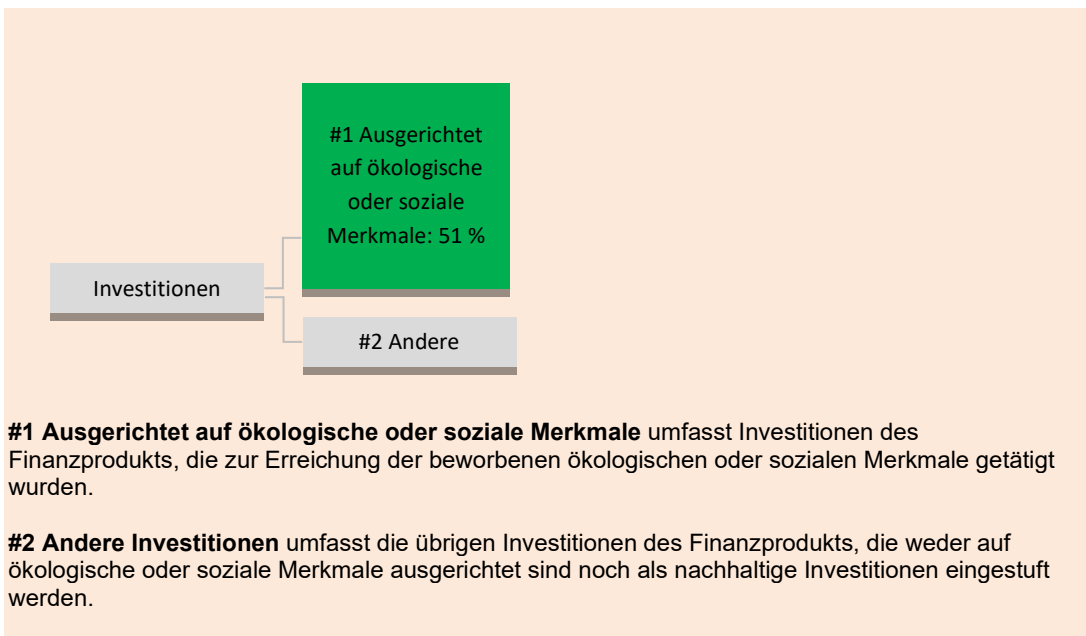 #1 Ausgerichtet
auf ökologische
oder soziale
Merkmale: 51 %
Investitionen
#2 Andere
#1 Ausgerichtet auf ökologische oder soziale Merkmale umfasst Investitionen des
Finanzprodukts, die zur Erreichung der beworbenen ökologischen oder sozialen Merkmale getätigt
wurden.
#2 Andere Investitionen umfasst die übrigen Investitionen des Finanzprodukts, die weder auf
ökologische oder soziale Merkmale ausgerichtet sind noch als nachhaltige Investitionen eingestuft
werden.